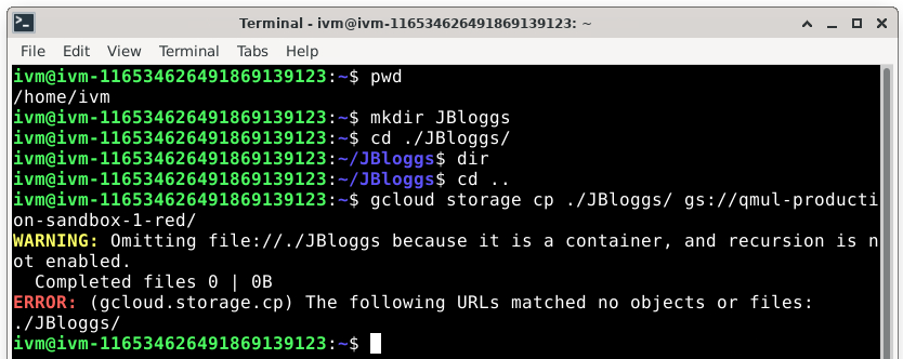 Terminal - ivm@ivm-116534626491869139123: ~
File Edit View Terminal Tabs Help
ivm@ivm-116534626491869139123:~$ pwd
/home/ivm
ivm@ivm-116534626491869139123:~$ mkdir JBloggs
ivm@ivm-116534626491869139123:~$ cd ./JBloggs/
ivm@ivm-116534626491869139123:~/JBloggs$ dir
ivm@ivm-116534626491869139123:~/JBloggs$ cd ..
ivm@ivm-116534626491869139123:~$ gcloud storage cp ./JBloggs/ gs://qmul-producti
on-sandbox-1-red/
WARNING: Omitting file://./JBloggs because it is a container, and recursion is n
ot enabled.
  Completed files 0 | 0B
ERROR: (gcloud.storage.cp) The following URLs matched no objects or files:
./JBloggs/
ivm@ivm-116534626491869139123:~$